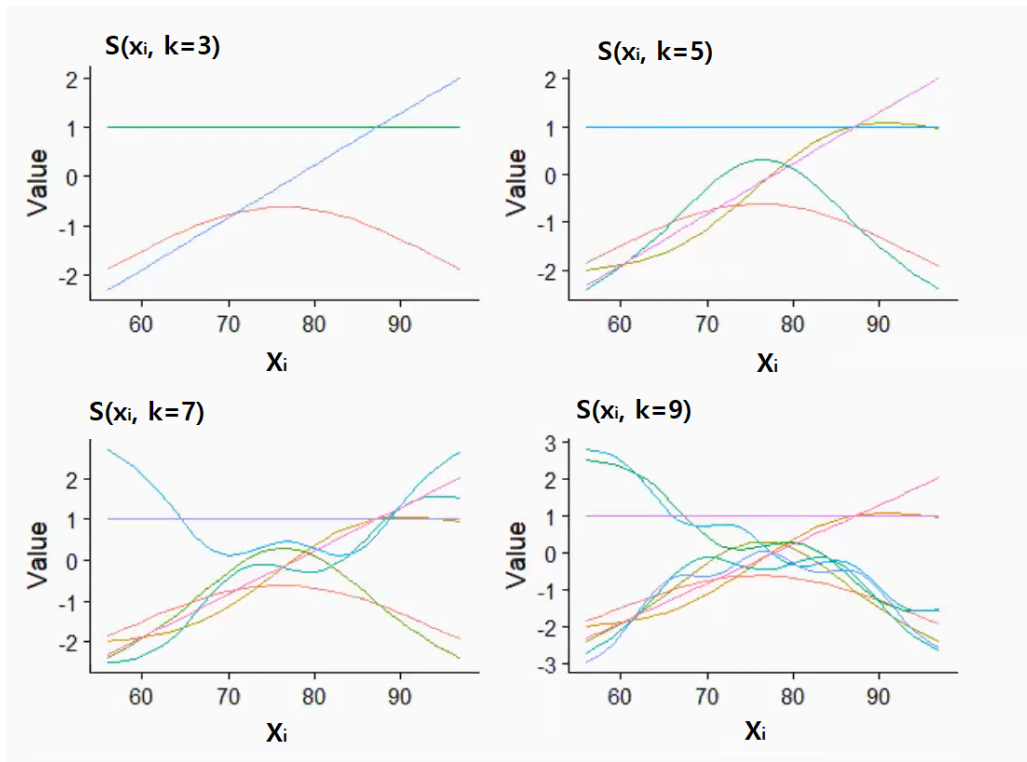 S(xi, k=3)
Value
2
1
0
-1
-2
60 70 80 90
Xi
S(xi, k=5)
Value
2
1
0
-1
-2
60 70 80 90
Xi
S(xi, k=7)
Value
2
1
0
-1
-2
60 70 80 90
Xi
S(xi, k=9)
Value
3
2
1
0
-1
-2
-3
60 70 80 90
Xi